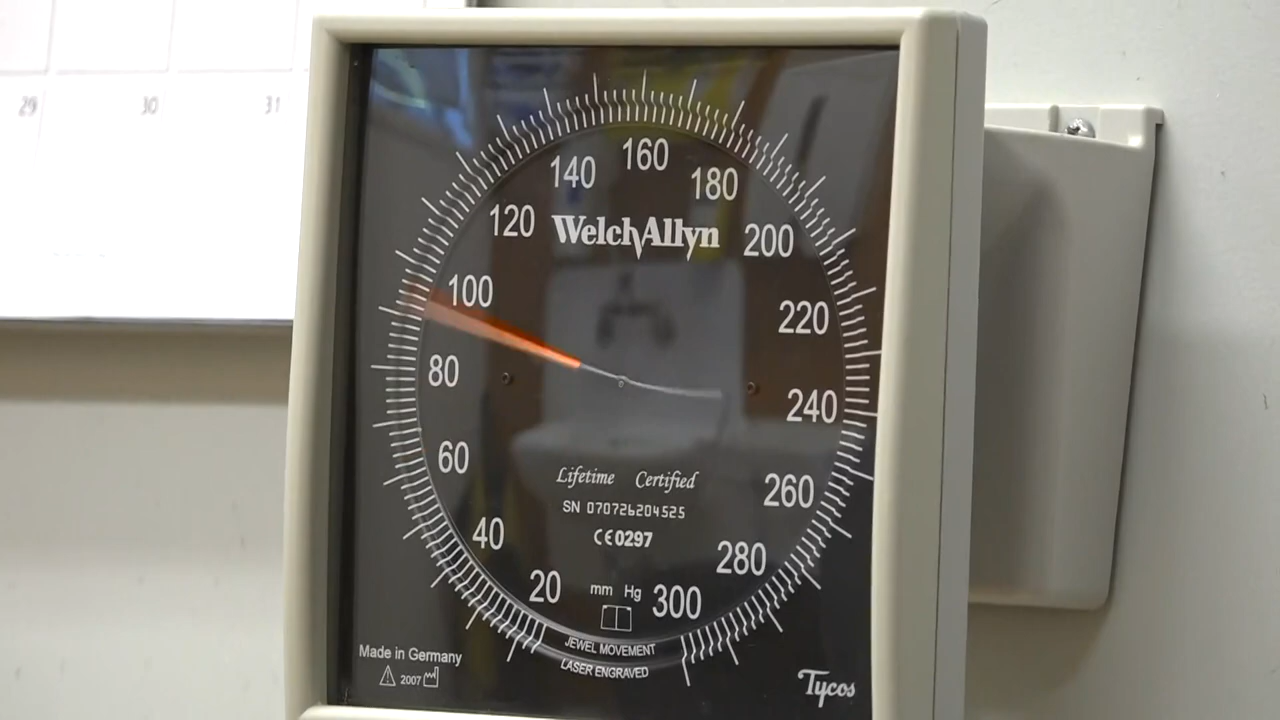 29 30 31
160
140 180
120 200
WelchAllyn
100
220
80
240
60
260
Lifetime Certified
SN 070726204525
CE0297
40
280
20 mm Hg 300
JEWEL MOVEMENT
LASER ENGRAVED
Made in Germany
2007
Tycos